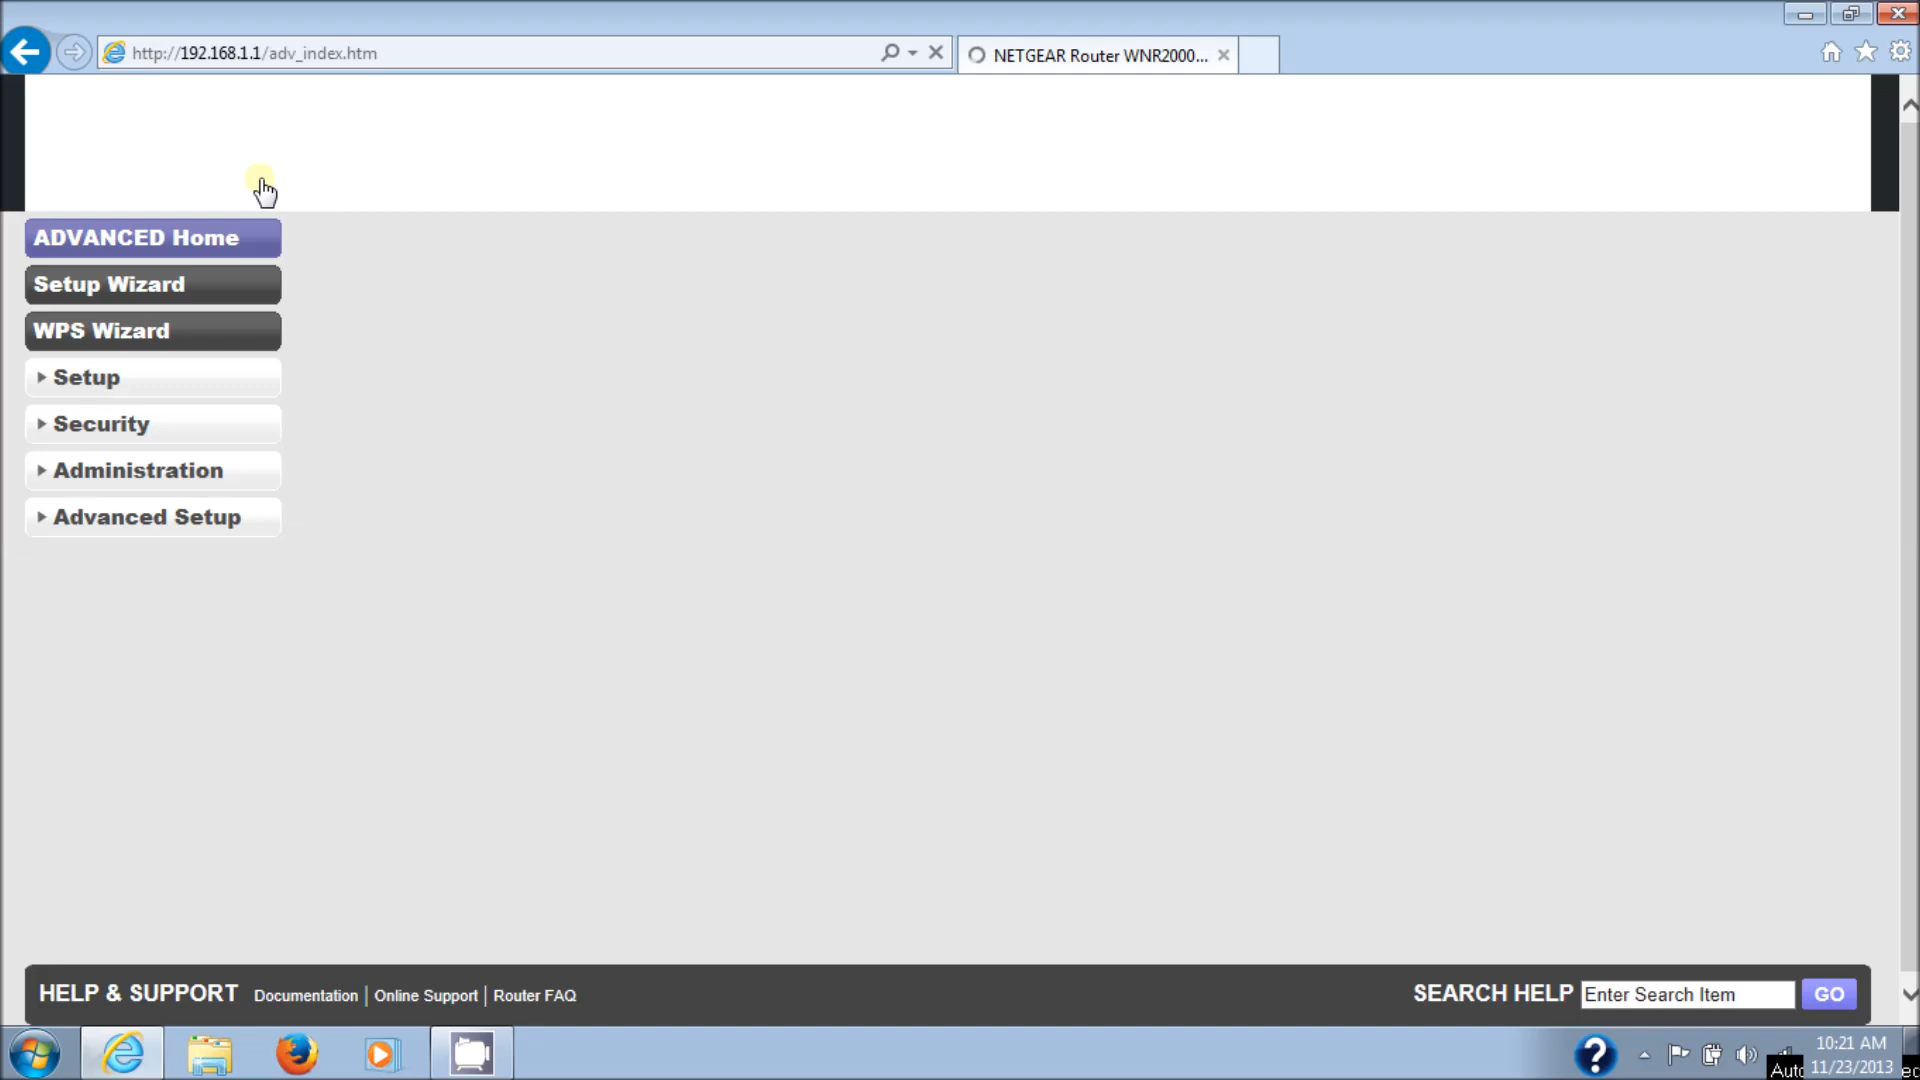 http://192.168.1.1/adv_index.htm
NETGEAR Router WNR2000...
ADVANCED Home
Setup Wizard
WPS Wizard
Setup
Security
Administration
Advanced Setup
HELP & SUPPORT Documentation | Online Support | Router FAQ
SEARCH HELP Enter Search Item GO
10:21 AM
11/23/2013